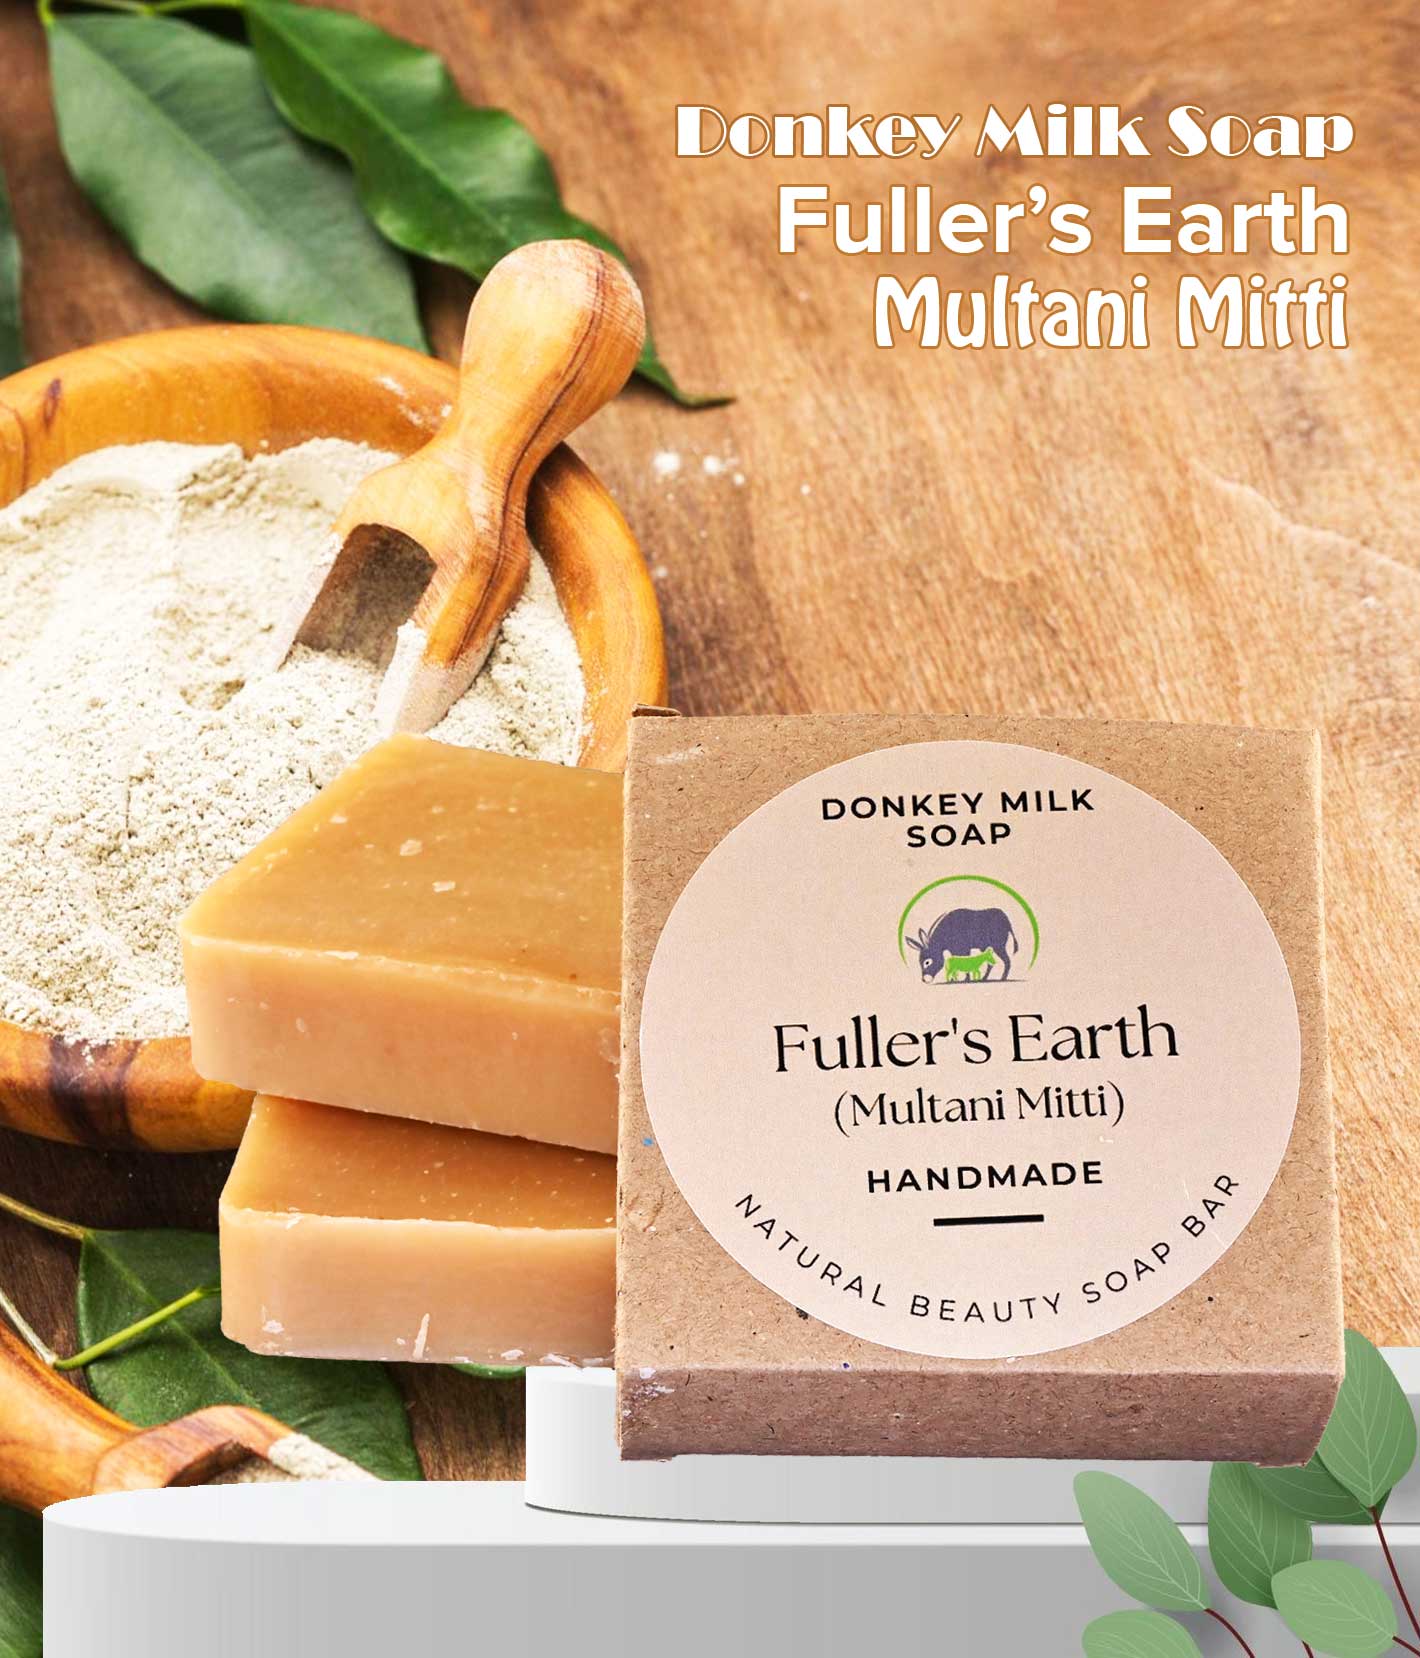 Donkey Milk Soap
Fuller’s Earth
Multani Mitti
DONKEY MILK
SOAP
Fuller's Earth
(Multani Mitti)
HANDMADE
NATURAL BEAUTY SOAP BAR